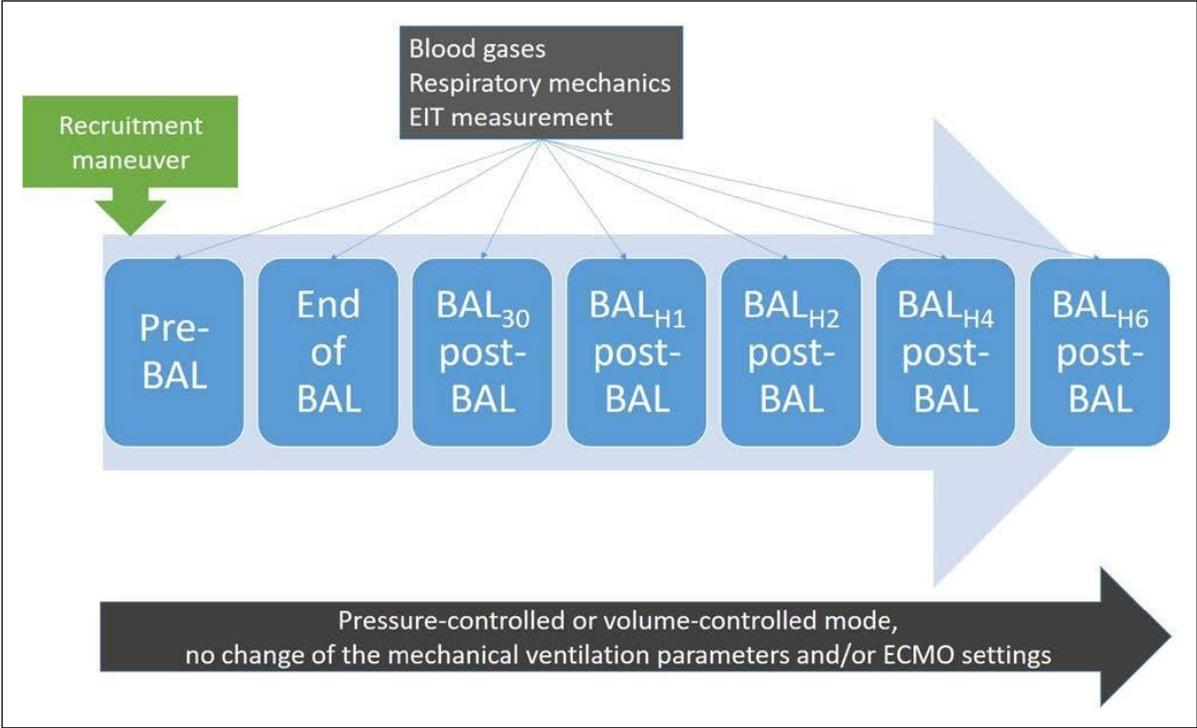 Blood gases
Respiratory mechanics
EIT measurement
Recruitment
maneuver
Pre-
BAL
End
of
BAL
BAL30
post-
BAL
BALH1
post-
BAL
BALH2
post-
BAL
BALH4
post-
BAL
BALH6
post-
BAL
Pressure-controlled or volume-controlled mode,
no change of the mechanical ventilation parameters and/or ECMO settings